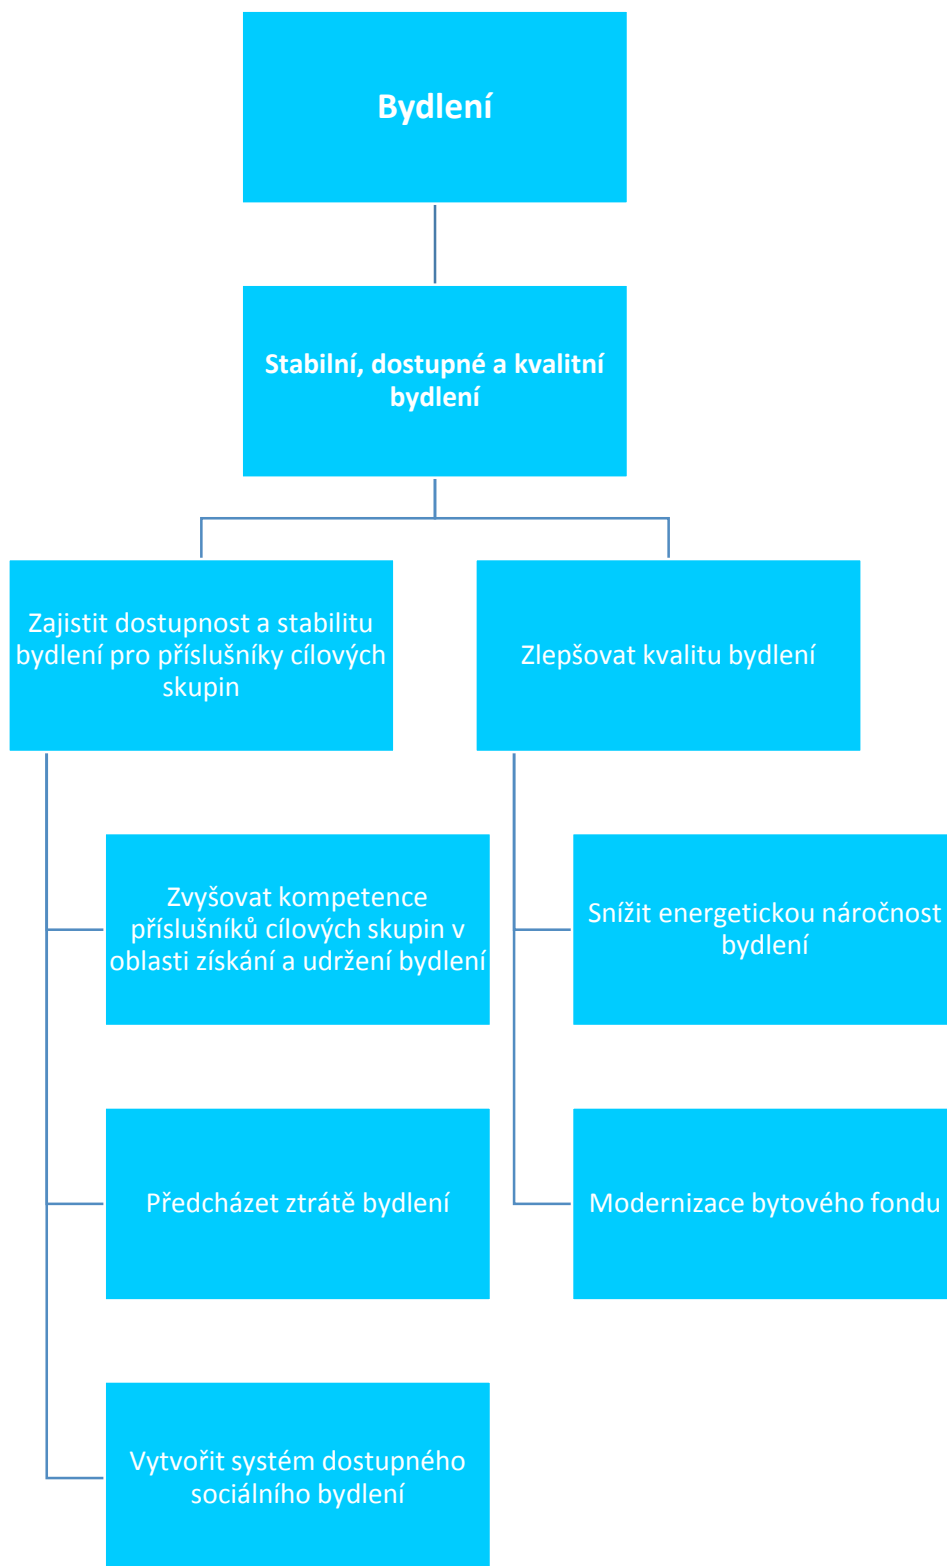 Bydlení
Stabilní, dostupné a kvalitní
bydlení
Zajistit dostupnost a stabilitu
bydlení pro příslušníky cílových
skupin
Zlepšovat kvalitu bydlení
Zvyšovat kompetence
příslušníků cílových skupin v
oblasti získání a udržení bydlení
Snížit energetickou náročnost
bydlení
Předcházet ztrátě bydlení
Modernizace bytového fondu
Vytvořit systém dostupného
sociálního bydlení